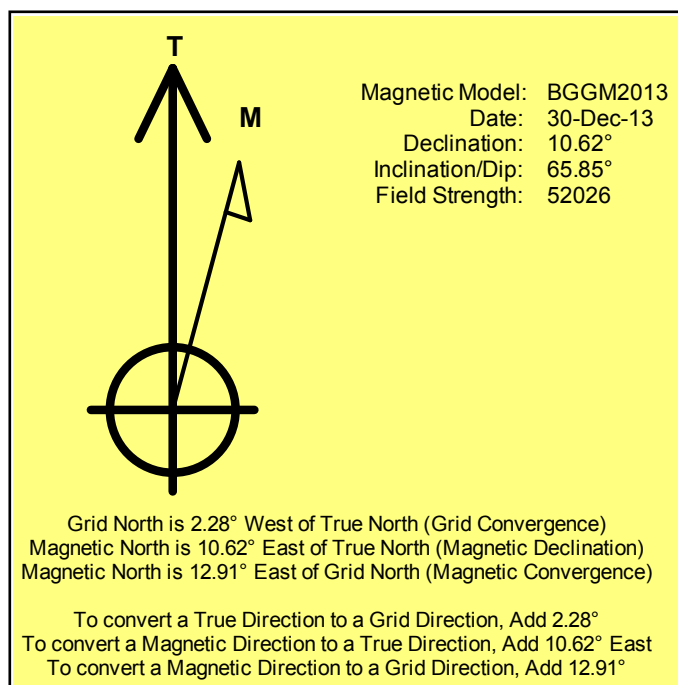 T
M
Magnetic Model: BGGM2013
Date: 30-Dec-13
Declination: 10.62°
Inclination/Dip: 65.85°
Field Strength: 52026
Grid North is 2.28° West of True North (Grid Convergence)
Magnetic North is 10.62° East of True North (Magnetic Declination)
Magnetic North is 12.91° East of Grid North (Magnetic Convergence)
To convert a True Direction to a Grid Direction, Add 2.28°
To convert a Magnetic Direction to a True Direction, Add 10.62° East
To convert a Magnetic Direction to a Grid Direction, Add 12.91°